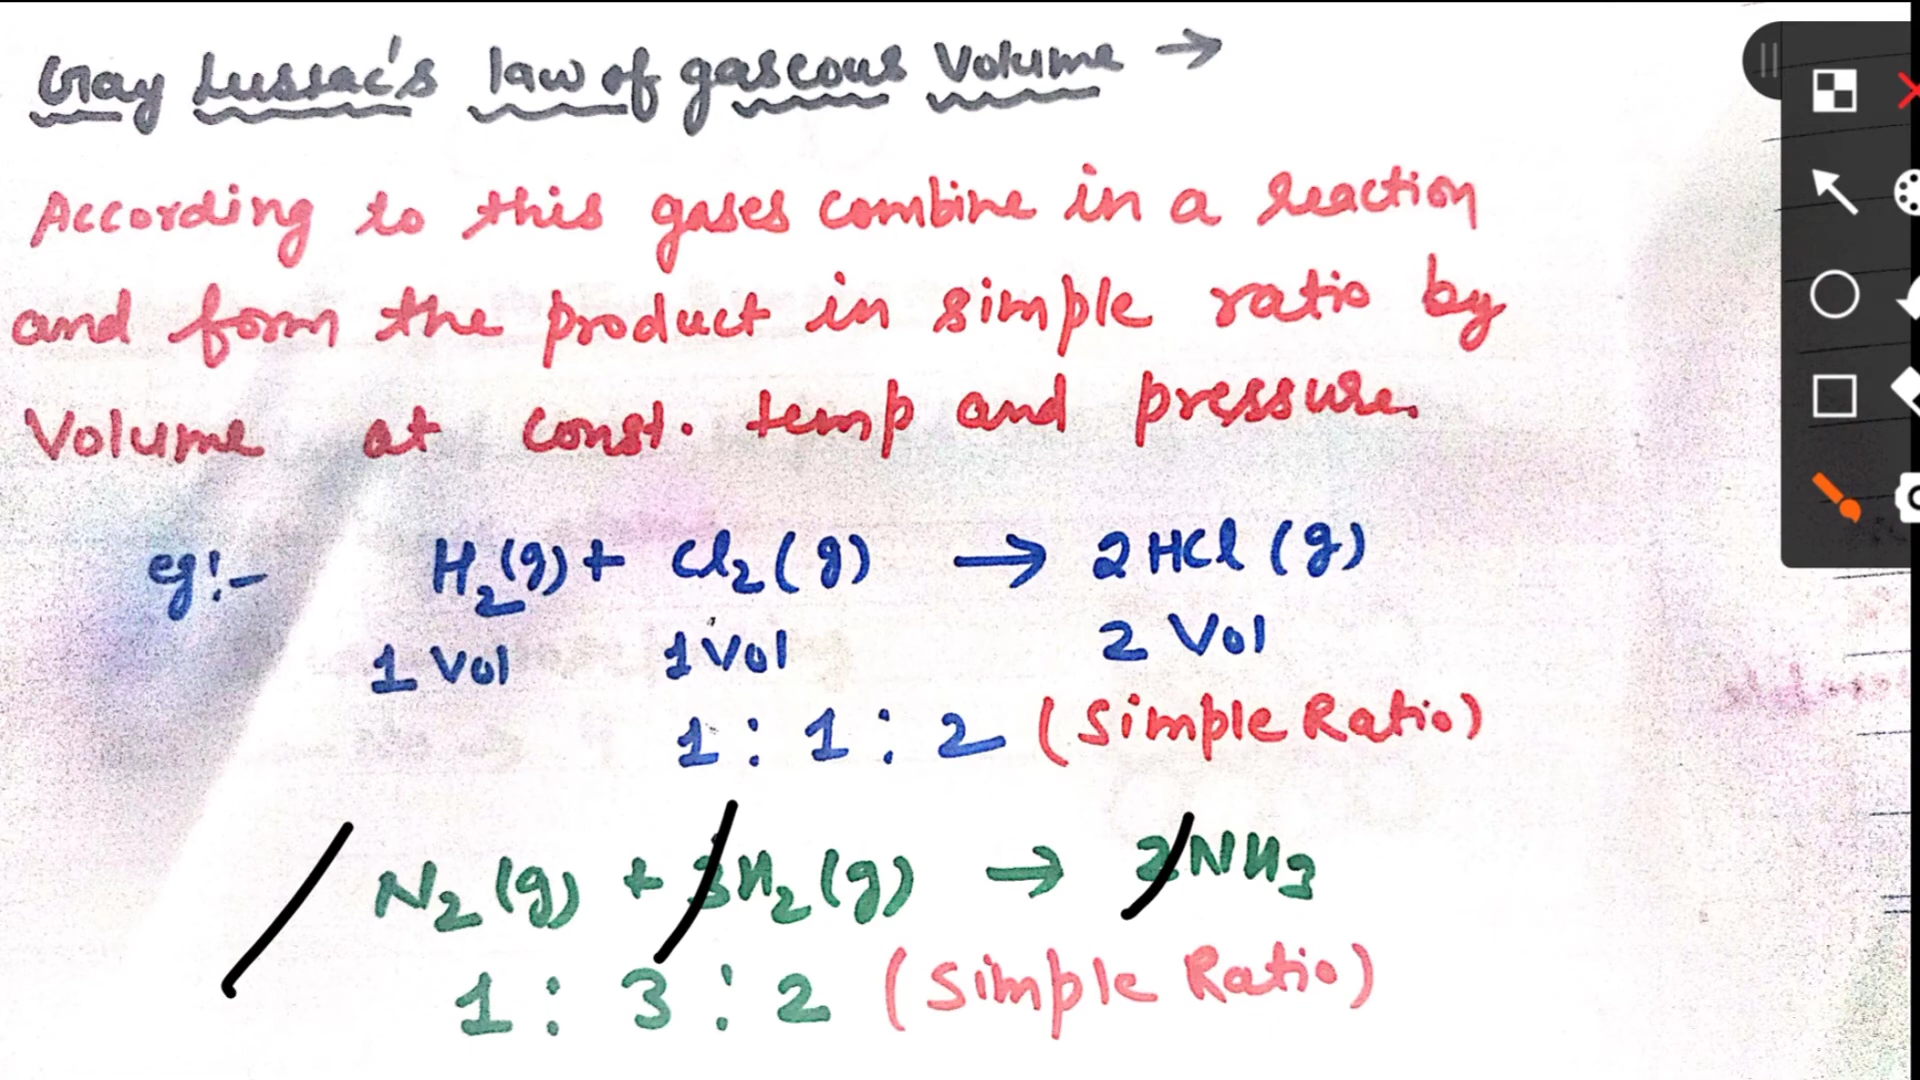 Gay Lussac's law of gaseous Volume →
According to this gases combine in a reaction
and form the product in simple ratio by
Volume at const. temp and pressure.
eg:- H₂(g) + Cl₂(g) → 2HCl(g)
1 Vol 1 Vol 2 Vol
1 : 1 : 2 (Simple Ratio)
N₂(g) + 3H₂(g) → 2NH₃
1 : 3 : 2 (Simple Ratio)